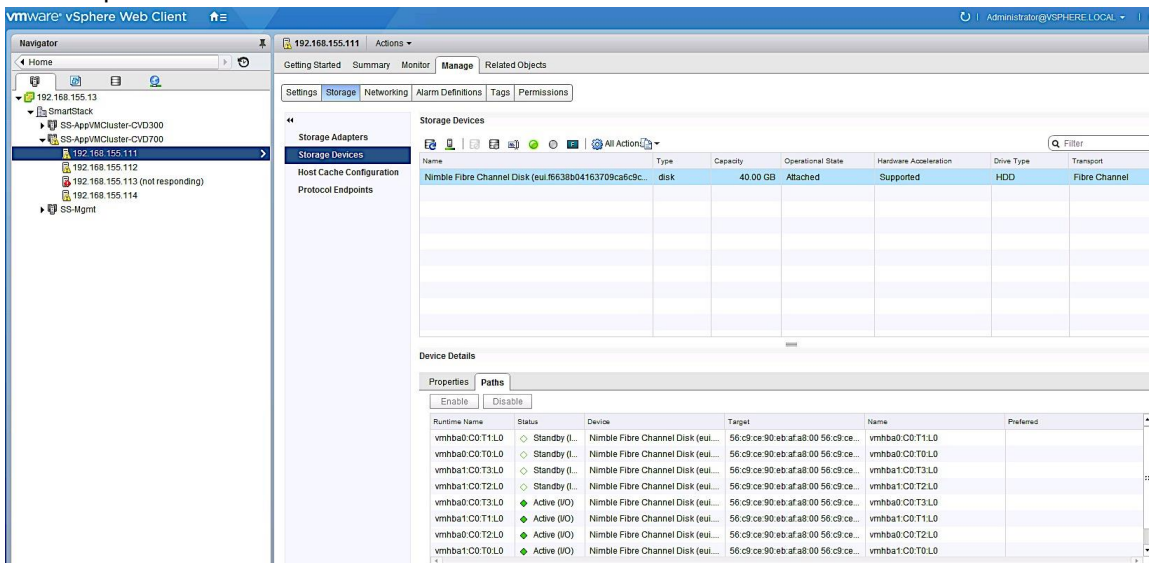 vmware® vSphere Web Client
Administrator@VSPHERE.LOCAL
Navigator
Home
192.168.155.13
SmartStack
SS-AppVMCluster-CVD300
SS-AppVMCluster-CVD700
192.168.155.111
192.168.155.112
192.168.155.113 (not responding)
192.168.155.114
SS-Mgmt
192.168.155.111 Actions
Getting Started Summary Monitor Manage Related Objects
Settings Storage Networking Alarm Definitions Tags Permissions
Storage Adapters
Storage Devices
Host Cache Configuration
Protocol Endpoints
Storage Devices
All Actions
Filter
Name Type Capacity Operational State Hardware Acceleration Drive Type Transport
Nimble Fibre Channel Disk (eui.f6638b04163709ca6c9c... disk 40.00 GB Attached Supported HDD Fibre Channel
Device Details
Properties Paths
Enable Disable
Runtime Name Status Device Target Name Preferred
vmhba0:C0:T1:L0 Standby (I... Nimble Fibre Channel Disk (eui.... 56:c9:ce:90:eb:af:a8:00 56:c9:ce... vmhba0:C0:T1:L0
vmhba0:C0:T0:L0 Standby (I... Nimble Fibre Channel Disk (eui.... 56:c9:ce:90:eb:af:a8:00 56:c9:ce... vmhba0:C0:T0:L0
vmhba1:C0:T3:L0 Standby (I... Nimble Fibre Channel Disk (eui.... 56:c9:ce:90:eb:af:a8:00 56:c9:ce... vmhba1:C0:T3:L0
vmhba1:C0:T2:L0 Standby (I... Nimble Fibre Channel Disk (eui.... 56:c9:ce:90:eb:af:a8:00 56:c9:ce... vmhba1:C0:T2:L0
vmhba0:C0:T3:L0 Active (I/O) Nimble Fibre Channel Disk (eui.... 56:c9:ce:90:eb:af:a8:00 56:c9:ce... vmhba0:C0:T3:L0
vmhba1:C0:T1:L0 Active (I/O) Nimble Fibre Channel Disk (eui.... 56:c9:ce:90:eb:af:a8:00 56:c9:ce... vmhba1:C0:T1:L0
vmhba0:C0:T2:L0 Active (I/O) Nimble Fibre Channel Disk (eui.... 56:c9:ce:90:eb:af:a8:00 56:c9:ce... vmhba0:C0:T2:L0
vmhba1:C0:T0:L0 Active (I/O) Nimble Fibre Channel Disk (eui.... 56:c9:ce:90:eb:af:a8:00 56:c9:ce... vmhba1:C0:T0:L0